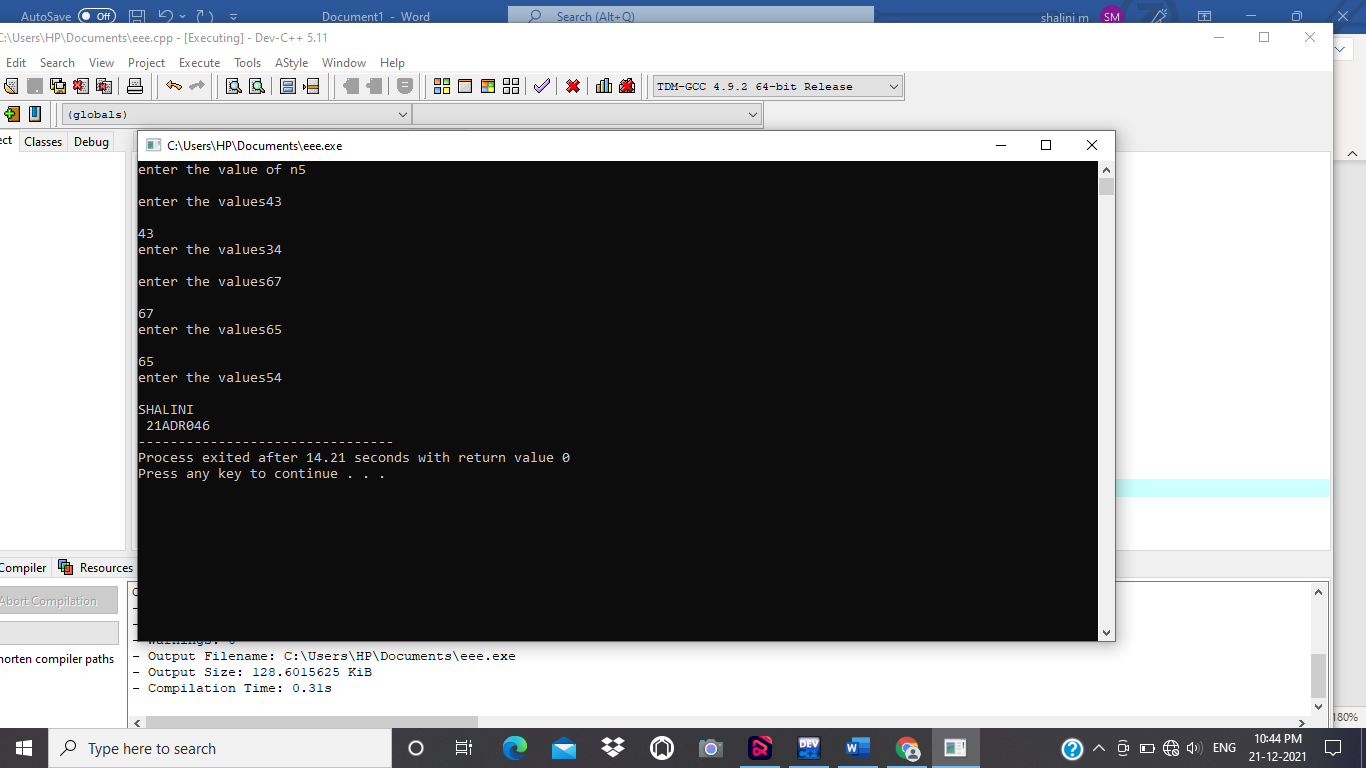 AutoSave Off Document1 - Word Search (Alt+Q) shalini m SM
C:\Users\HP\Documents\eee.cpp - [Executing] - Dev-C++ 5.11
Edit Search View Project Execute Tools AStyle Window Help
TDM-GCC 4.9.2 64-bit Release
(globals)
ect Classes Debug
C:\Users\HP\Documents\eee.exe
enter the value of n5
enter the values43
43
enter the values34
enter the values67
67
enter the values65
65
enter the values54
SHALINI
21ADR046
--------------------------------
Process exited after 14.21 seconds with return value 0
Press any key to continue . . .
Compiler Resources
Abort Compilation
horten compiler paths
- Output Filename: C:\Users\HP\Documents\eee.exe
- Output Size: 128.6015625 KiB
- Compilation Time: 0.31s
180%
Type here to search
DEV
ENG
10:44 PM
21-12-2021